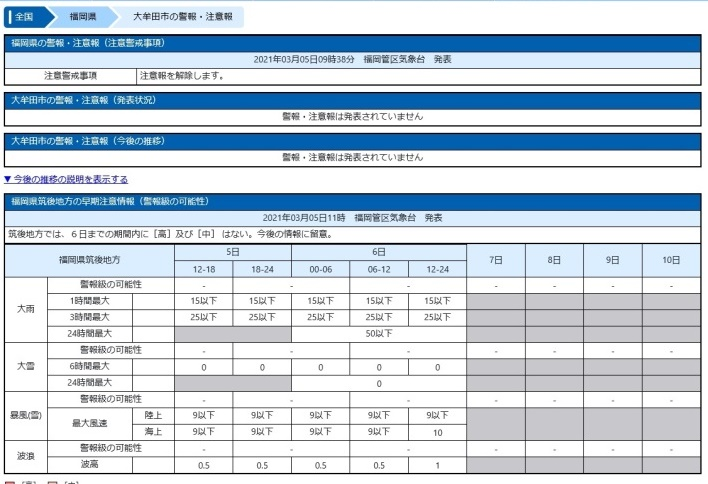 全国 福岡県 大牟田市の警報・注意報
福岡県の警報・注意報（注意警戒事項）
2021年03月05日09時38分 福岡管区気象台 発表
注意警戒事項 注意報を解除します。
大牟田市の警報・注意報（発表状況）
警報・注意報は発表されていません
大牟田市の警報・注意報（今後の推移）
警報・注意報は発表されていません
▼今後の推移の説明を表示する
福岡県筑後地方の早期注意情報（警報級の可能性）
2021年03月05日11時 福岡管区気象台 発表
筑後地方では、６日までの期間内に［高］及び［中］はない。今後の情報に留意。
福岡県筑後地方 5日 6日 7日 8日 9日 10日
12-18 18-24 00-06 06-12 12-24
大雨 警報級の可能性 - - - - - - -
1時間最大 15以下 15以下 15以下 15以下 15以下
3時間最大 25以下 25以下 25以下 25以下 25以下
24時間最大 50以下
大雪 警報級の可能性 - - - - - - -
6時間最大 0 0 0 0 0
24時間最大 0
暴風(雪) 警報級の可能性 - - - - - - -
最大風速 陸上 9以下 9以下 9以下 9以下 9以下
海上 9以下 9以下 9以下 9以下 10
波浪 警報級の可能性 - - - - - - -
波高 0.5 0.5 0.5 0.5 1